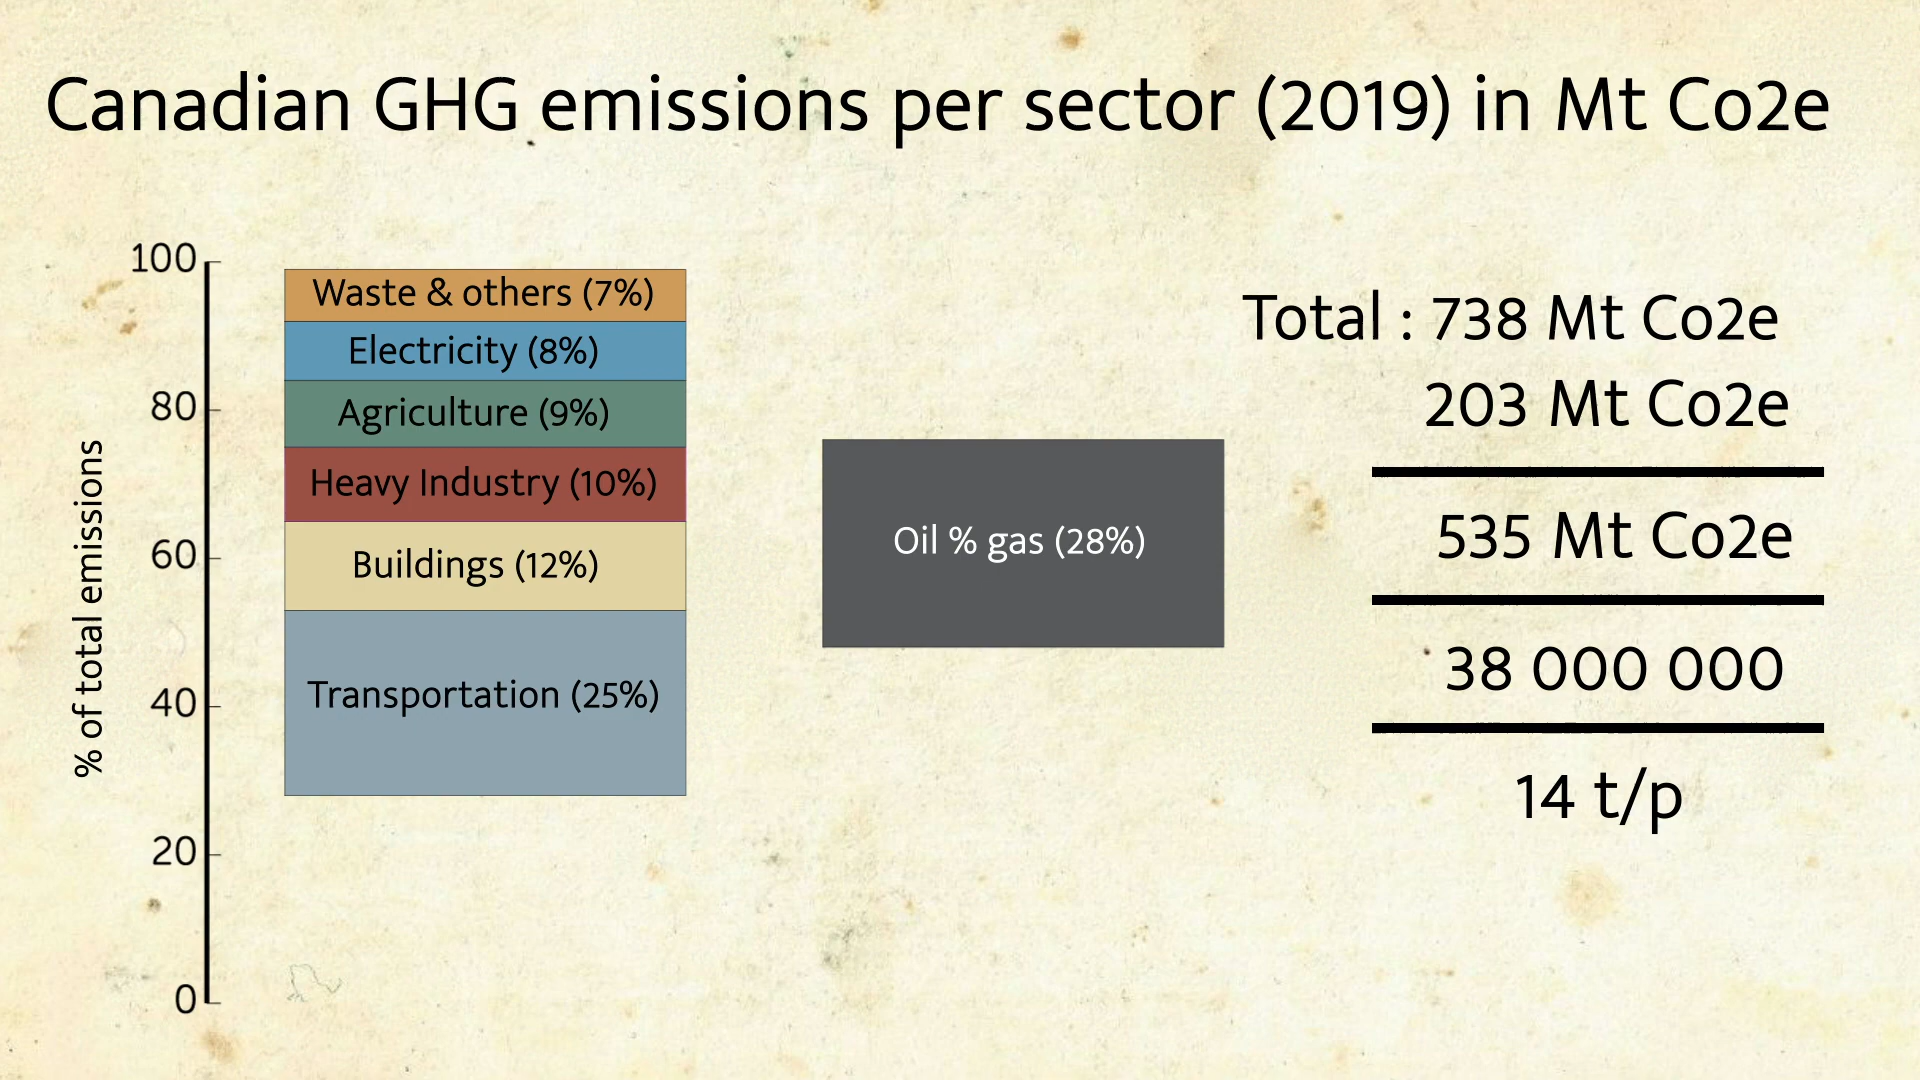 Canadian GHG emissions per sector (2019) in Mt Co2e
% of total emissions
100
80
60
40
20
0
Waste & others (7%)
Electricity (8%)
Agriculture (9%)
Heavy Industry (10%)
Buildings (12%)
Transportation (25%)
Oil % gas (28%)
Total : 738 Mt Co2e
203 Mt Co2e
535 Mt Co2e
38 000 000
14 t/p